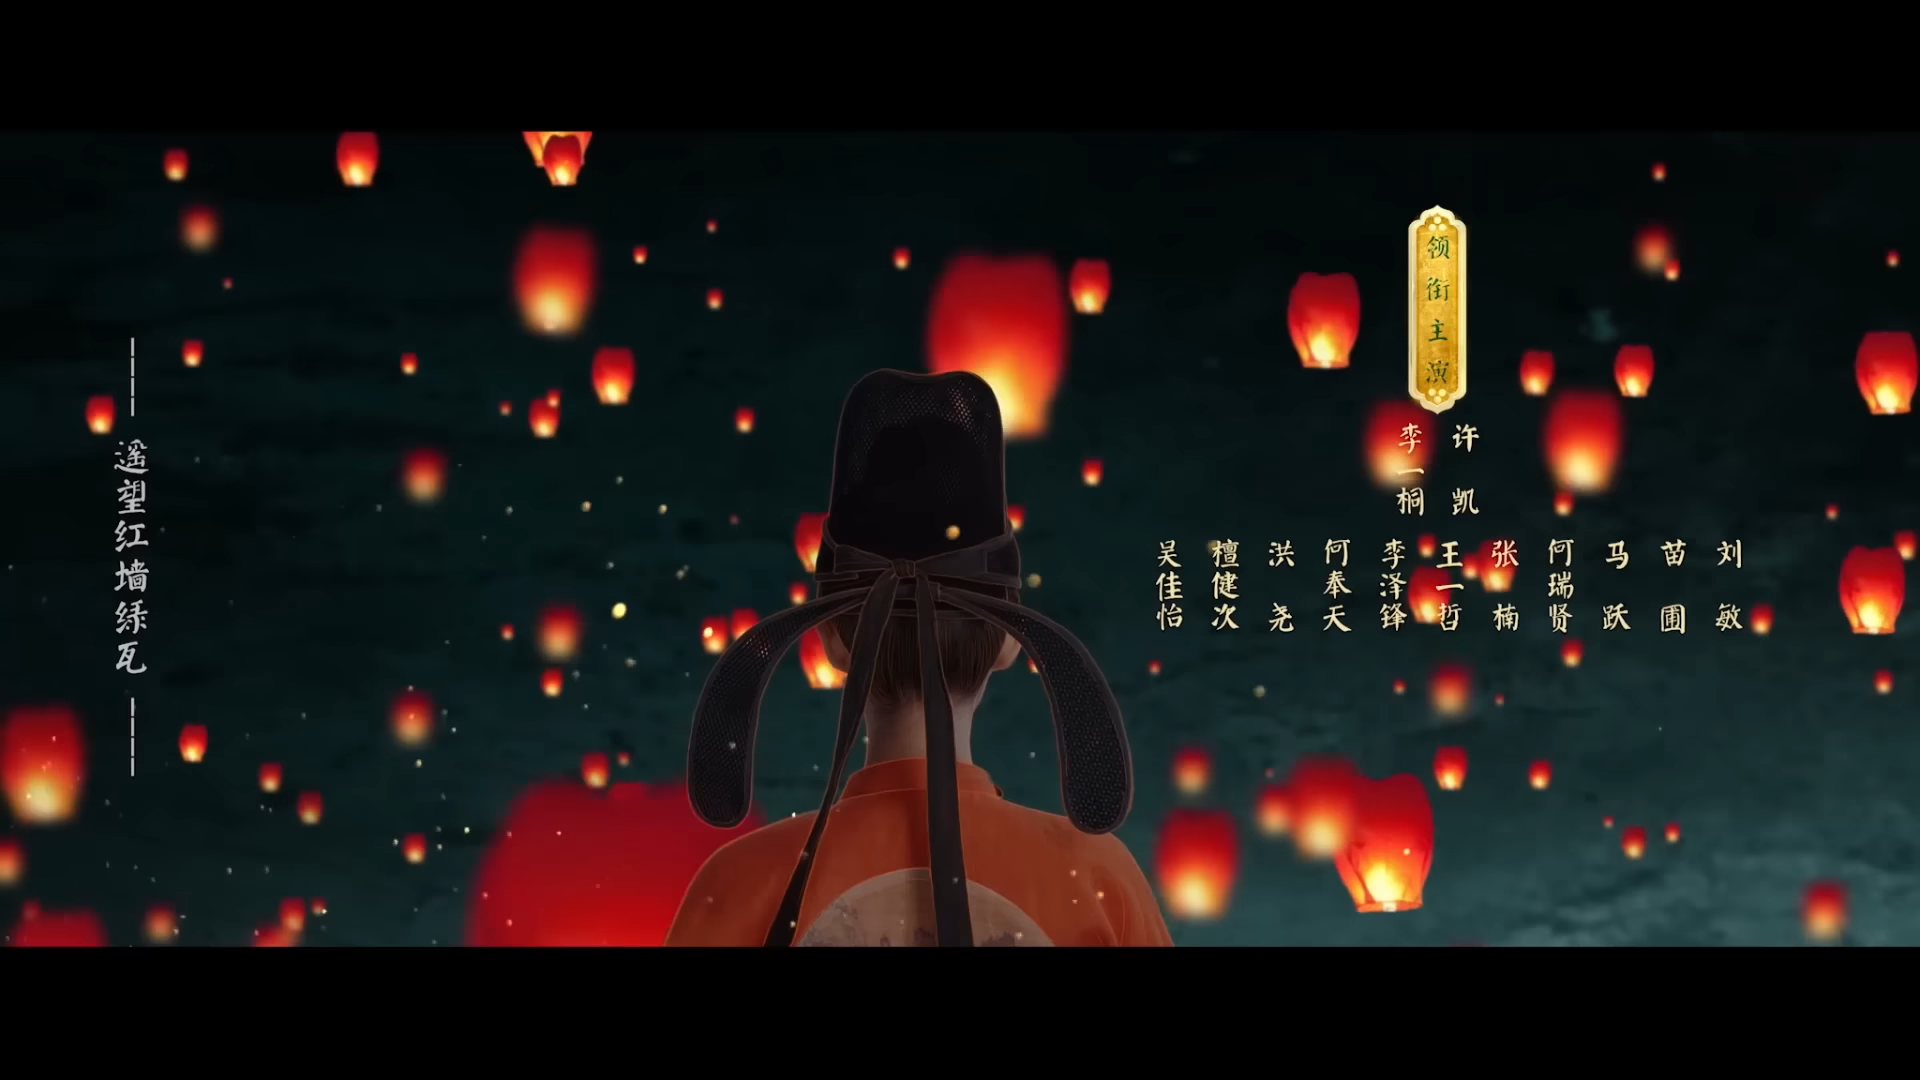 领衔主演
许凯
李一桐
刘敏
苗圃
马跃
何瑞贤
张楠
王一哲
李泽锋
何奉天
洪尧
檀健次
吴佳怡
遥望红墙绿瓦